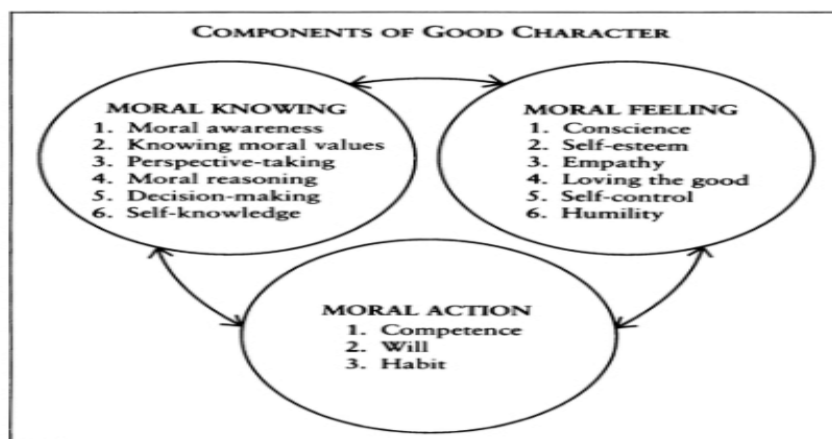 COMPONENTS OF GOOD CHARACTER
MORAL KNOWING
1. Moral awareness
2. Knowing moral values
3. Perspective-taking
4. Moral reasoning
5. Decision-making
6. Self-knowledge
MORAL FEELING
1. Conscience
2. Self-esteem
3. Empathy
4. Loving the good
5. Self-control
6. Humility
MORAL ACTION
1. Competence
2. Will
3. Habit